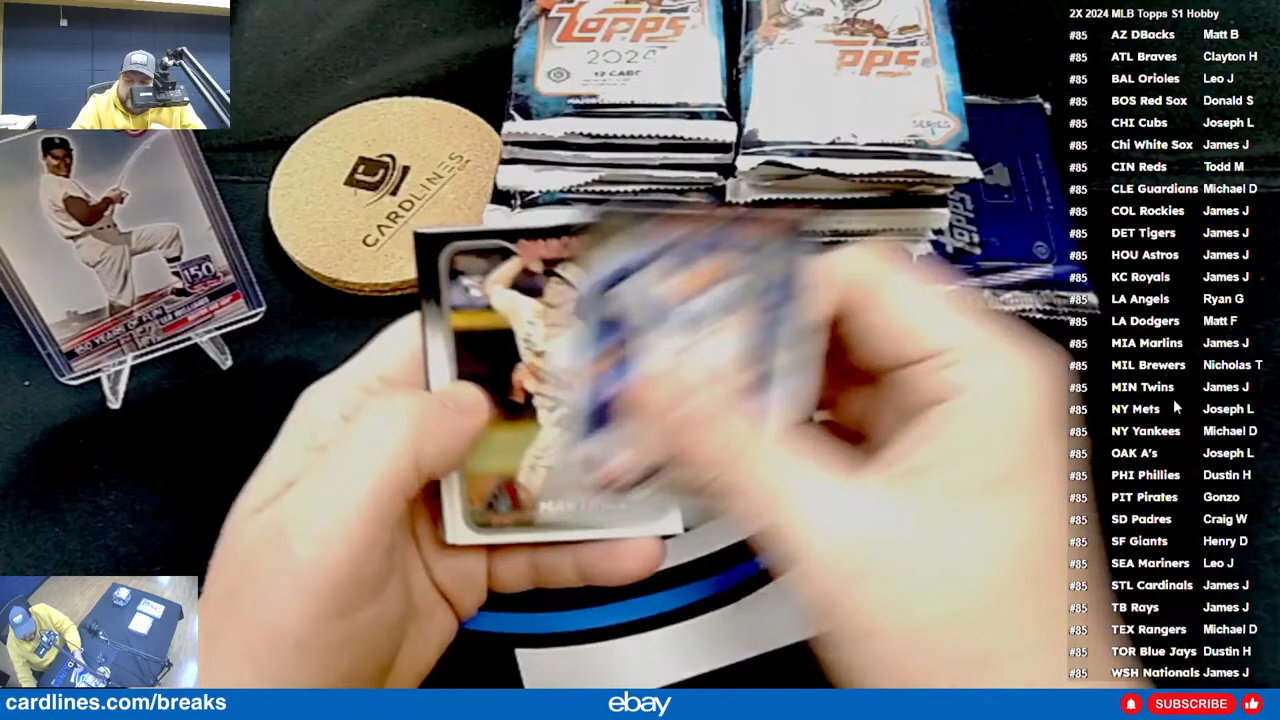 2X 2024 MLB Topps S1 Hobby
#85 AZ DBacks Matt B
#85 ATL Braves Clayton H
#85 BAL Orioles Leo J
#85 BOS Red Sox Donald S
#85 CHI Cubs Joseph L
#85 Chi White Sox James J
#85 CIN Reds Todd M
#85 CLE Guardians Michael D
#85 COL Rockies James J
#85 DET Tigers James J
#85 HOU Astros James J
#85 KC Royals James J
#85 LA Angels Ryan G
#85 LA Dodgers Matt F
#85 MIA Marlins James J
#85 MIL Brewers Nicholas T
#85 MIN Twins James J
#85 NY Mets Joseph L
#85 NY Yankees Michael D
#85 OAK A's Joseph L
#85 PHI Phillies Dustin H
#85 PIT Pirates Gonzo
#85 SD Padres Craig W
#85 SF Giants Henry D
#85 SEA Mariners Leo J
#85 STL Cardinals James J
#85 TB Rays James J
#85 TEX Rangers Michael D
#85 TOR Blue Jays Dustin H
#85 WSH Nationals James J
Topps
2024
SERIES
1
Topps
CARDLINES
150
150 YEARS OF FUN
cardlines.com/breaks
ebay
SUBSCRIBE